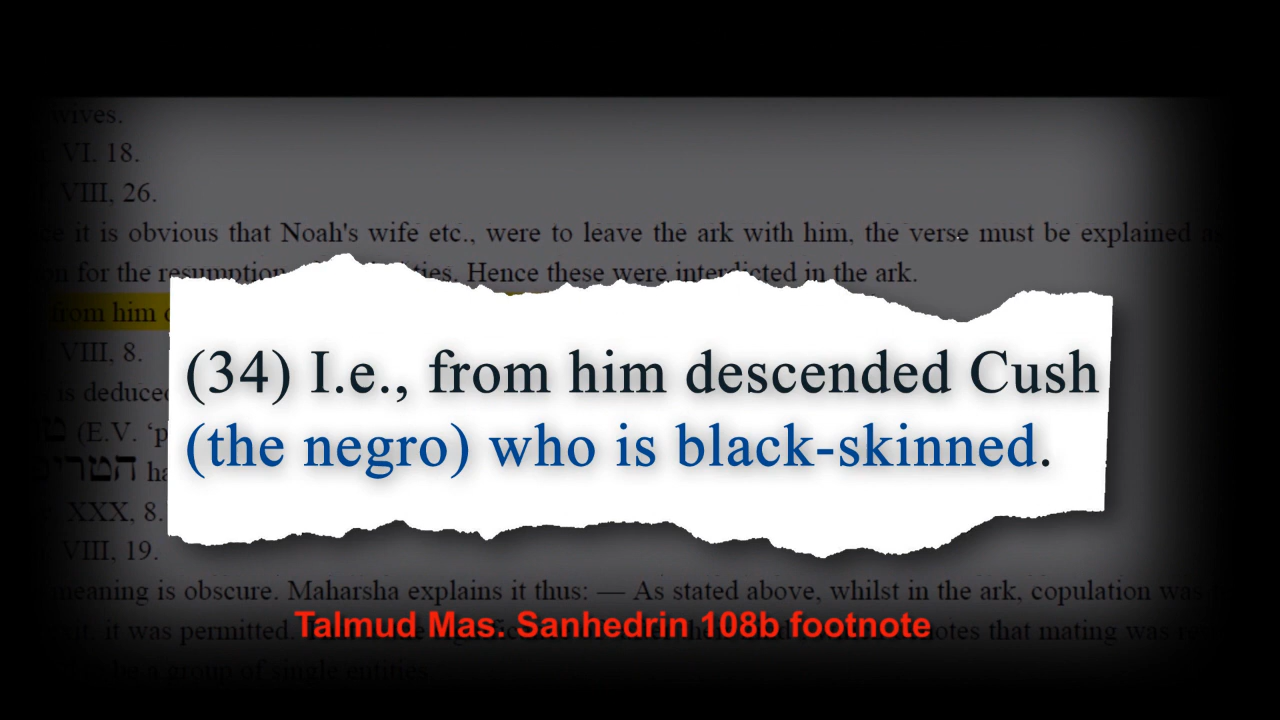 wives.
VI. 18.
VIII, 26.
it is obvious that Noah's wife etc., were to leave the ark with him, the verse must be explained
for the resumption Hence these were interdicted in the ark.
from him
VIII, 8.
is deduced
(E.V.
(34) I.e., from him descended Cush
(the negro) who is black-skinned.
XXX, 8.
VIII, 19.
meaning is obscure. Maharsha explains it thus: — As stated above, whilst in the ark, copulation was
it was permitted. notes that mating was
Talmud Mas. Sanhedrin 108b footnote
be a group of single entities.